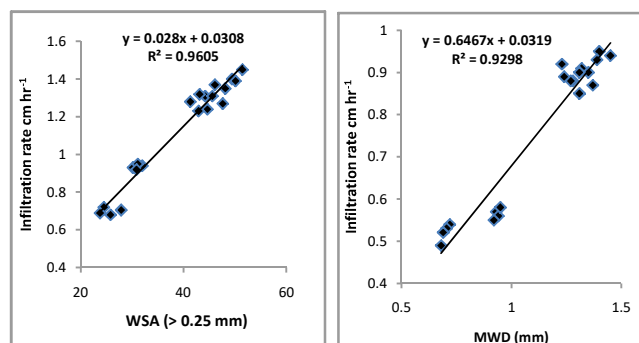 y = 0.028x + 0.0308
R² = 0.9605
Infiltration rate cm hr⁻¹
1.6
1.4
1.2
1
0.8
0.6
0.4
20
40
60
WSA (> 0.25 mm)
y = 0.6467x + 0.0319
R² = 0.9298
Infiltration rate cm hr⁻¹
1
0.9
0.8
0.7
0.6
0.5
0.4
0.3
0.5
1
1.5
MWD (mm)